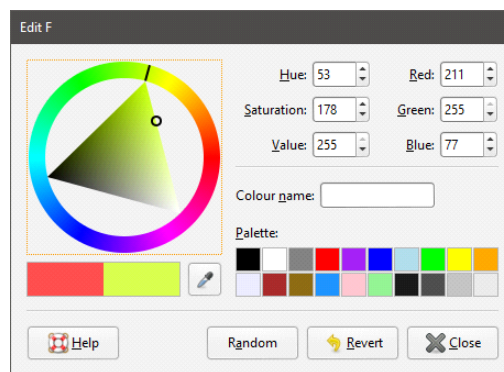 Edit F
Hue: 53 Red: 211
Saturation: 178 Green: 255
Value: 255 Blue: 77
Colour name:
Palette:
Help Random Revert Close